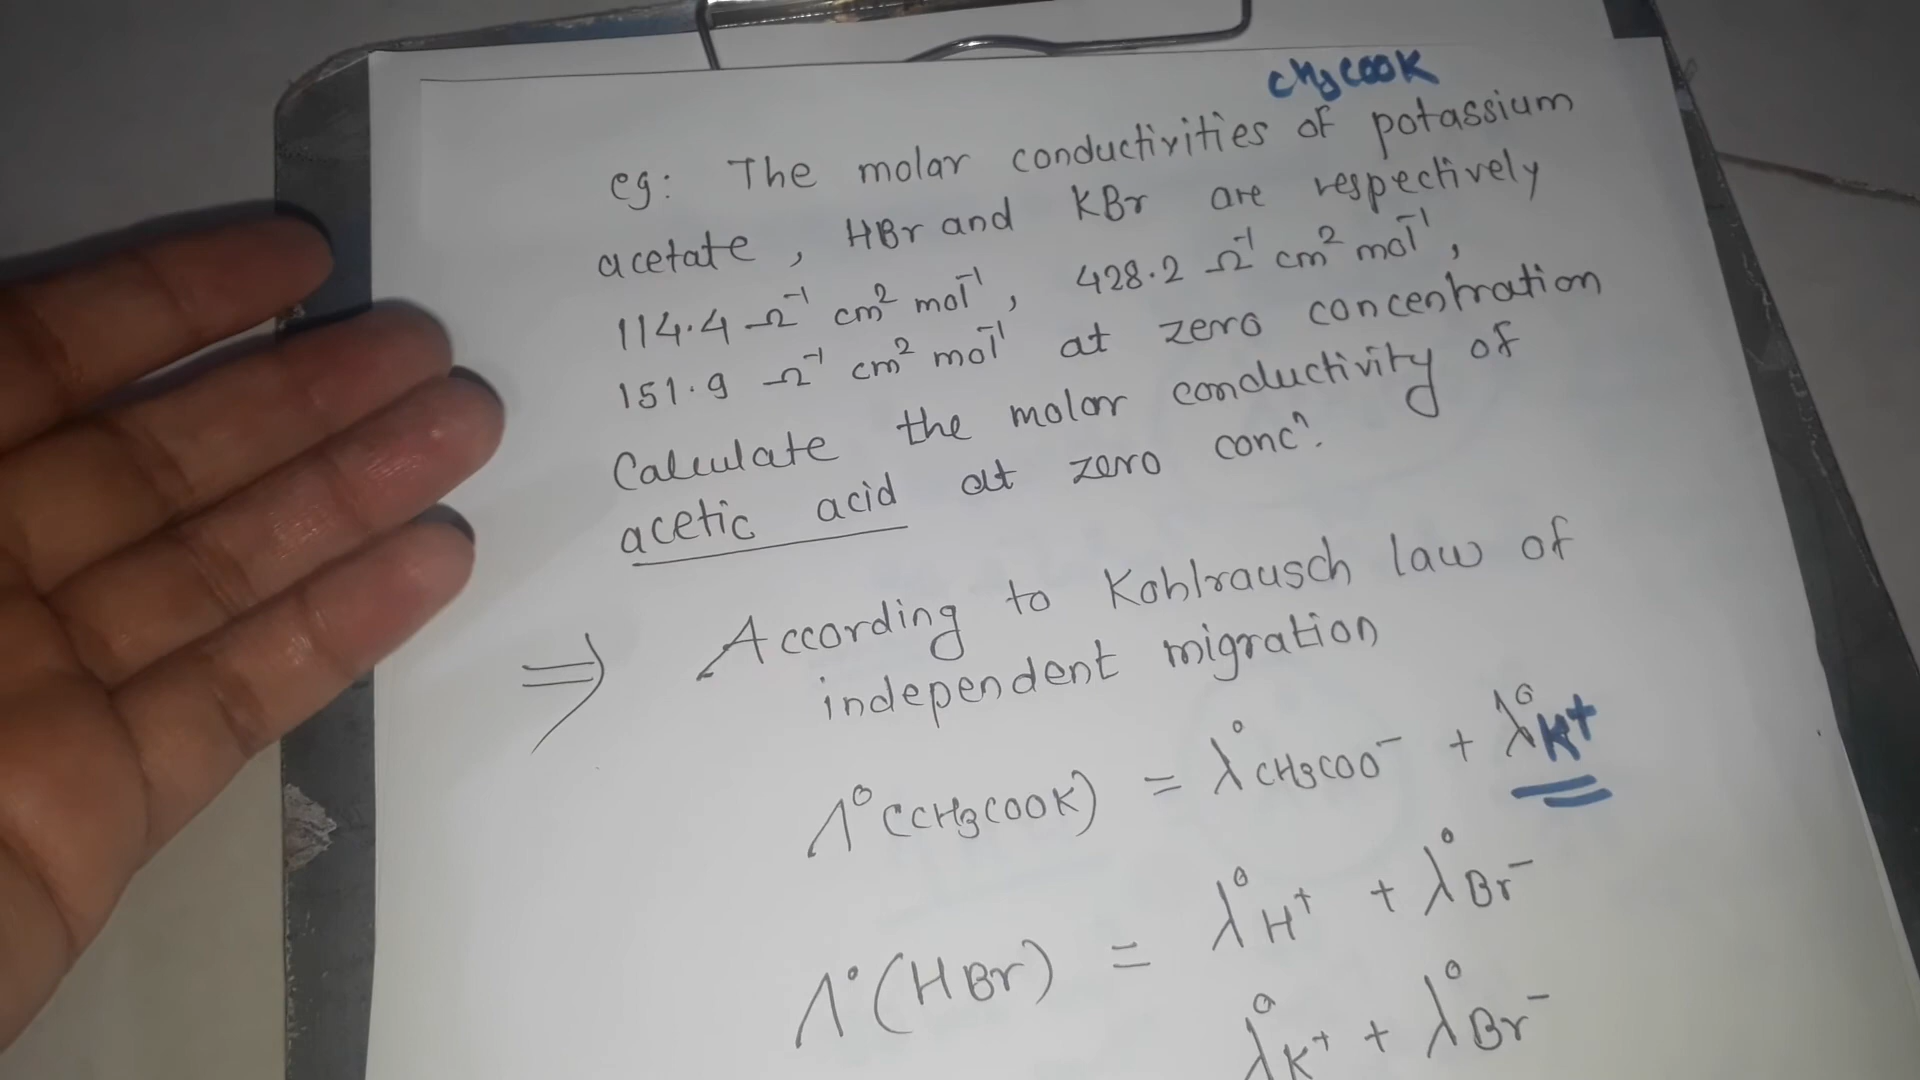 CH3COOK
eg: The molar conductivities of potassium
acetate, HBr and KBr are respectively
114.4 Ω⁻¹ cm² mol⁻¹, 428.2 Ω⁻¹ cm² mol⁻¹,
151.9 Ω⁻¹ cm² mol⁻¹ at zero concentration
Calculate the molar conductivity of
acetic acid at zero concⁿ.
⇒ According to Kohlrausch law of
independent migration
Λ°(CH3COOK) = λ°CH3COO⁻ + λ°K+
Λ°(HBr) = λ°H⁺ + λ°Br⁻
λ°K⁺ + λ°Br⁻